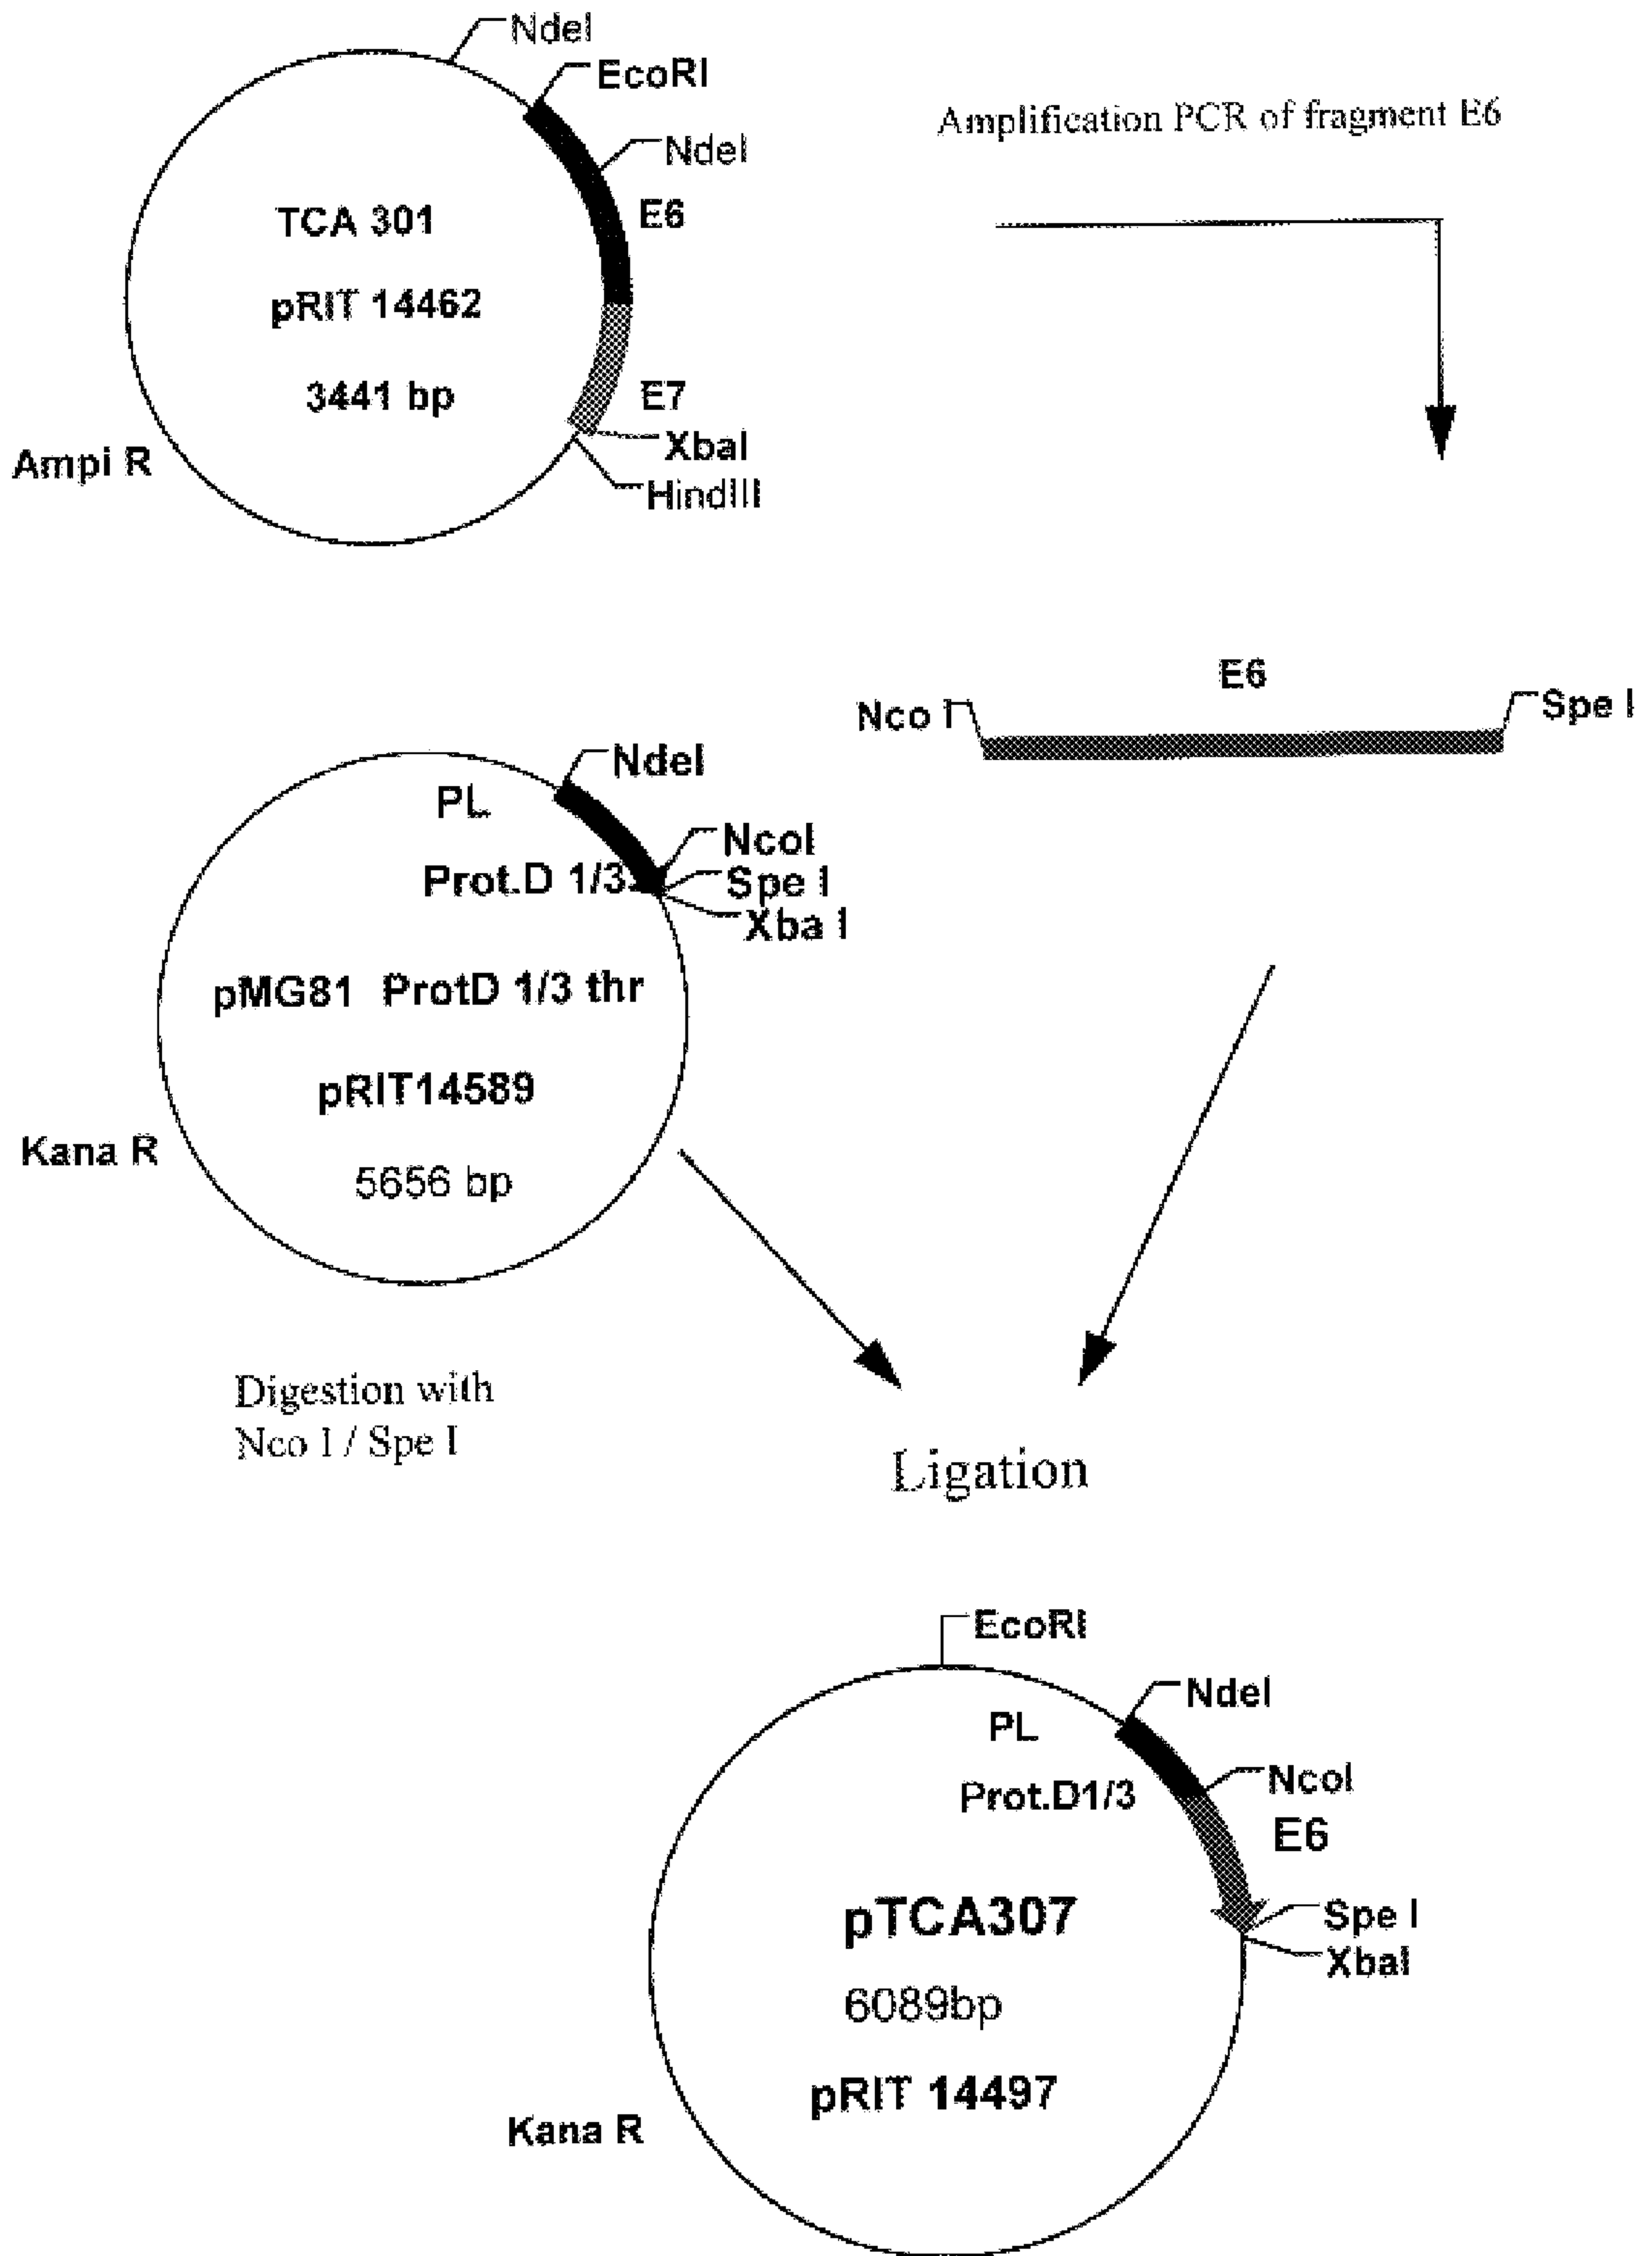 NdeI
EcoRI
NdeI
E6
TCA 301
pRIT 14462
3441 bp
E7
XbaI
HindIII
Ampi R
Amplification PCR of fragment E6
E6
Nco I
Spe I
NdeI
PL
NcoI
Prot.D 1/3
Spe I
Xba I
pMG81 ProtD 1/3 thr
pRIT14589
5656 bp
Kana R
Digestion with
Nco I / Spe I
Ligation
EcoRI
NdeI
PL
NcoI
Prot.D1/3
E6
pTCA307
Spe I
XbaI
6089bp
pRIT 14497
Kana R